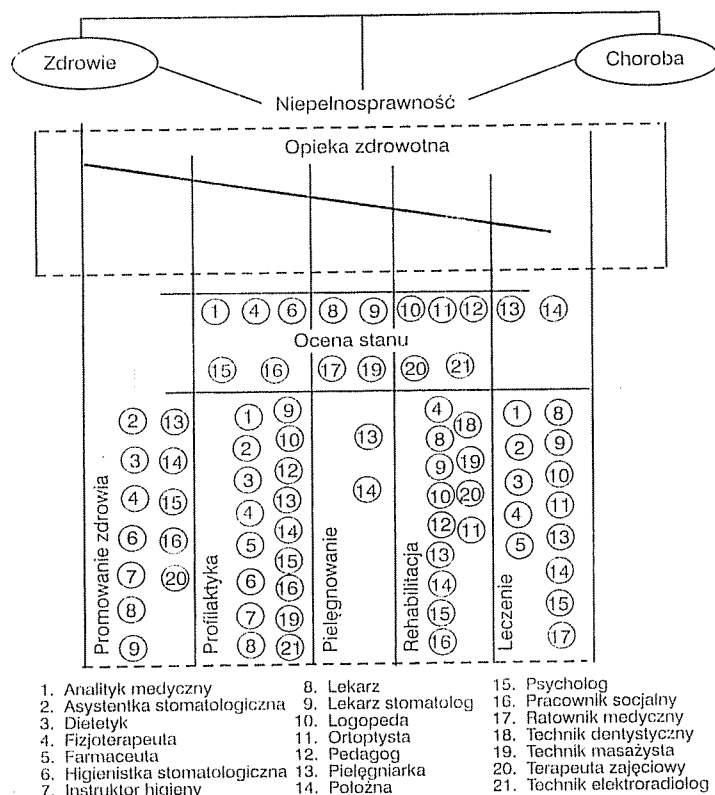 Zdrowie
Choroba
Niepełnosprawność
Opieka zdrowotna
1 4 6 8 9 10 11 12 13 14
Ocena stanu
15 16 17 19 20 21
Promowanie zdrowia
2 13
3 14
4 15
6 16
7 20
8
9
Profilaktyka
1 9
2 10
3 12
4 13
5 14
6 15
7 16
8 19
21
Pielęgnowanie
13
14
Rehabilitacja
4 18
8 19
9 20
10 11
12
13
14
15
16
Leczenie
1 8
2 9
3 10
4 11
5 13
14
15
17
1. Analityk medyczny
2. Asystentka stomatologiczna
3. Dietetyk
4. Fizjoterapeuta
5. Farmaceuta
6. Higienistka stomatologiczna
7. Instruktor higieny
8. Lekarz
9. Lekarz stomatolog
10. Logopeda
11. Ortoptysta
12. Pedagog
13. Pielęgniarka
14. Położna
15. Psycholog
16. Pracownik socjalny
17. Ratownik medyczny
18. Technik dentystyczny
19. Technik masażysta
20. Terapeuta zajęciowy
21. Technik elektroradiolog